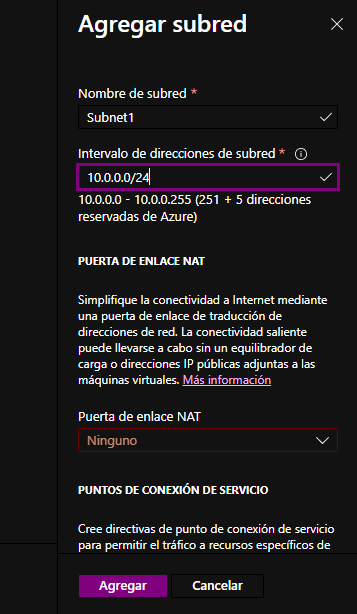 Agregar subred
Nombre de subred *
Subnet1
Intervalo de direcciones de subred *
10.0.0.0/24
10.0.0.0 - 10.0.0.255 (251 + 5 direcciones
reservadas de Azure)
PUERTA DE ENLACE NAT
Simplifique la conectividad a Internet mediante
una puerta de enlace de traducción de
direcciones de red. La conectividad saliente
puede llevarse a cabo sin un equilibrador de
carga o direcciones IP públicas adjuntas a las
máquinas virtuales. Más información
Puerta de enlace NAT
Ninguno
PUNTOS DE CONEXIÓN DE SERVICIO
Cree directivas de punto de conexión de servicio
para permitir el tráfico a recursos específicos de
Agregar
Cancelar